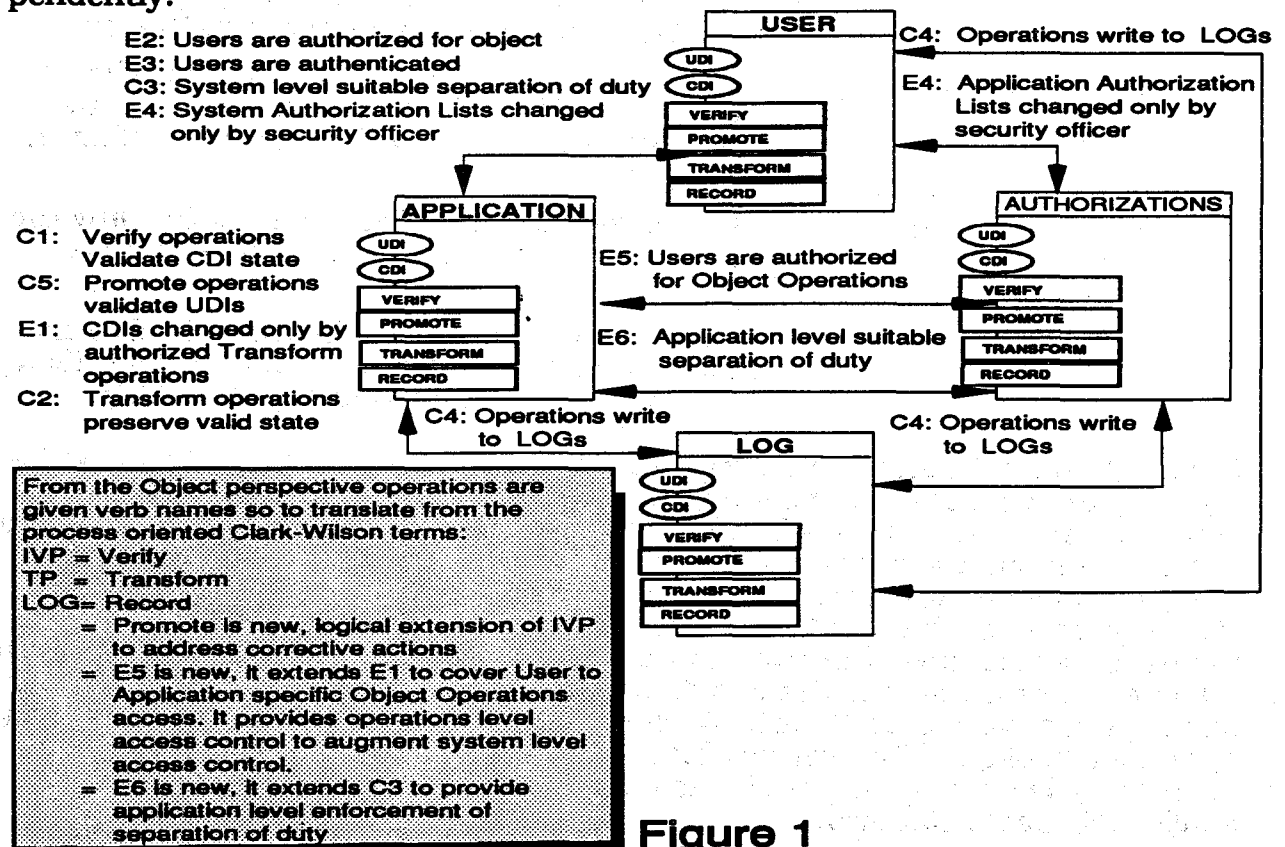 pendently.
E2: Users are authorized for object
E3: Users are authenticated
C3: System level suitable separation of duty
E4: System Authorization Lists changed
only by security officer
USER
UDI
CDI
VERIFY
PROMOTE
TRANSFORM
RECORD
C4: Operations write to LOGs
E4: Application Authorization
Lists changed only by
security officer
APPLICATION
UDI
CDI
VERIFY
PROMOTE
TRANSFORM
RECORD
C1: Verify operations
Validate CDI state
C5: Promote operations
validate UDIs
E1: CDIs changed only by
authorized Transform
operations
C2: Transform operations
preserve valid state
E5: Users are authorized
for Object Operations
E6: Application level suitable
separation of duty
AUTHORIZATIONS
UDI
CDI
VERIFY
PROMOTE
TRANSFORM
RECORD
C4: Operations write
to LOGs
C4: Operations write
to LOGs
LOG
UDI
CDI
VERIFY
PROMOTE
TRANSFORM
RECORD
From the Object perspective operations are
given verb names so to translate from the
process oriented Clark-Wilson terms:
IVP = Verify
TP = Transform
LOG= Record
= Promote is new, logical extension of IVP
to address corrective actions
= E5 is new, it extends E1 to cover User to
Application specific Object Operations
access. It provides operations level
access control to augment system level
access control.
= E6 is new, it extends C3 to provide
application level enforcement of
separation of duty
Figure 1